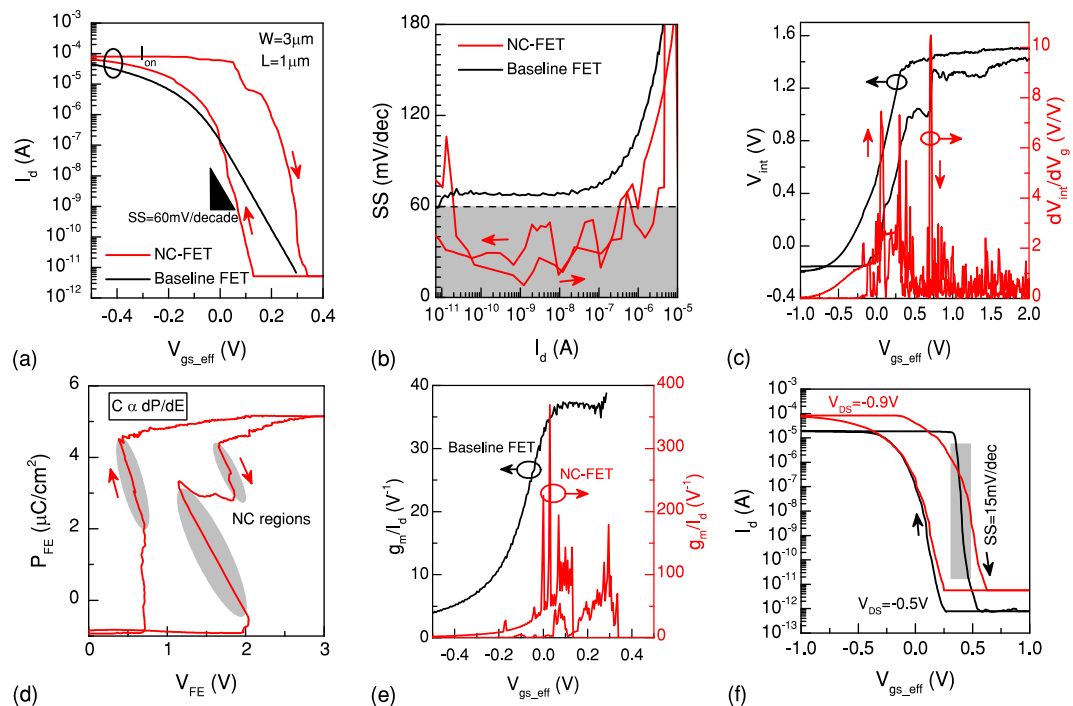 10⁻³
10⁻⁴
10⁻⁵
10⁻⁶
10⁻⁷
10⁻⁸
10⁻⁹
10⁻¹⁰
10⁻¹¹
10⁻¹²
I_d (A)
I_on
W=3μm
L=1μm
SS=60mV/decade
NC-FET
Baseline FET
-0.4 -0.2 0.0 0.2 0.4
V_gs_eff (V)
(a)
180
120
60
0
SS (mV/dec)
NC-FET
Baseline FET
10⁻¹¹ 10⁻¹⁰ 10⁻⁹ 10⁻⁸ 10⁻⁷ 10⁻⁶ 10⁻⁵
I_d (A)
(b)
1.6
1.2
0.8
0.4
0.0
-0.4
V_int (V)
10
8
6
4
2
0
dV_int/dV_g (V/V)
-1.0 -0.5 0.0 0.5 1.0 1.5 2.0
V_gs_eff (V)
(c)
6
4
2
0
P_FE (μC/cm²)
C α dP/dE
NC regions
0 1 2 3
V_FE (V)
(d)
40
30
20
10
0
g_m/I_d (V⁻¹)
Baseline FET
NC-FET
400
300
200
100
0
g_m/I_d (V⁻¹)
-0.4 -0.2 0.0 0.2 0.4
V_gs_eff (V)
(e)
10⁻³
10⁻⁴
10⁻⁵
10⁻⁶
10⁻⁷
10⁻⁸
10⁻⁹
10⁻¹⁰
10⁻¹¹
10⁻¹²
10⁻¹³
I_d (A)
V_DS=-0.9V
SS=15mV/dec
V_DS=-0.5V
-1.0 -0.5 0.0 0.5 1.0
V_gs_eff (V)
(f)